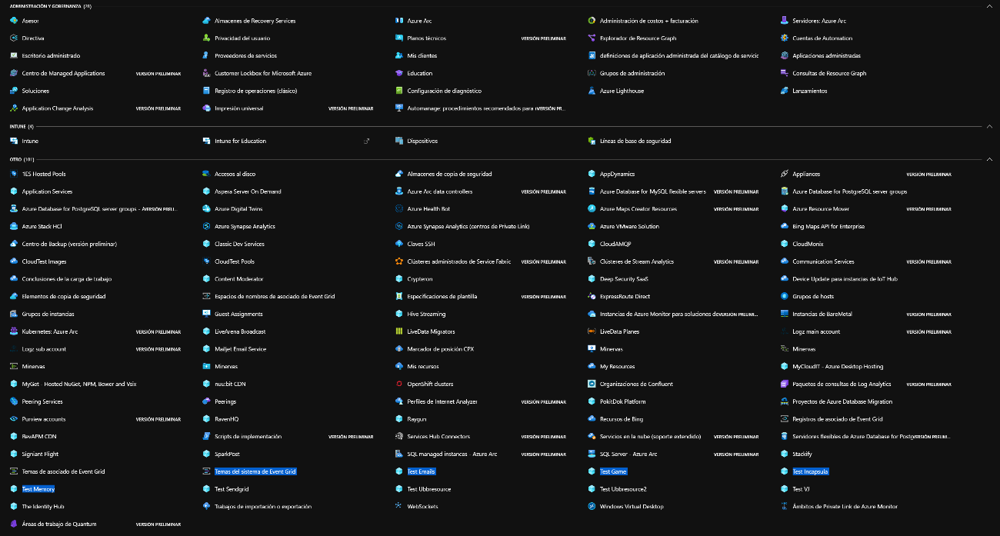 ADMINISTRACIÓN Y GOBERNANZA (28)
Asesor
Almacenes de Recovery Services
Azure Arc
Administración de costos + facturación
Servidores: Azure Arc
Directiva
Privacidad del usuario
Planos técnicos
VERSIÓN PRELIMINAR
Explorador de Resource Graph
Cuentas de Automation
Escritorio administrado
Proveedores de servicios
Mis clientes
definiciones de aplicación administrada del catálogo de servicio
Aplicaciones administradas
Centro de Managed Applications
VERSIÓN PRELIMINAR
Customer Lockbox for Microsoft Azure
Education
Grupos de administración
Consultas de Resource Graph
Soluciones
Registro de operaciones (clásico)
Configuración de diagnóstico
Azure Lighthouse
Lanzamientos
Application Change Analysis
VERSIÓN PRELIMINAR
Impresión universal
VERSIÓN PRELIMINAR
Automanage: procedimientos recomendados para
VERSIÓN PR...
INTUNE (4)
Intune
Intune for Education
Dispositivos
Líneas de base de seguridad
OTRO (101)
1ES Hosted Pools
Accesos al disco
Almacenes de copia de seguridad
AppDynamics
Appliances
VERSIÓN PRELIMINAR
Application Services
Aspera Server On Demand
Azure Arc data controllers
VERSIÓN PRELIMINAR
Azure Database for MySQL flexible servers
VERSIÓN PRELIMINAR
Azure Database for PostgreSQL server groups
Azure Database for PostgreSQL server groups -
VERSIÓN PRELI...
Azure Digital Twins
Azure Health Bot
Azure Maps Creator Resources
VERSIÓN PRELIMINAR
Azure Resource Mover
VERSIÓN PRELIMINAR
Azure Stack HCI
Azure Synapse Analytics
Azure Synapse Analytics (centros de Private Link)
Azure VMware Solution
Bing Maps API for Enterprise
Centro de Backup (versión preliminar)
Classic Dev Services
Claves SSH
CloudAMQP
CloudMonix
CloudTest Images
CloudTest Pools
Clústeres administrados de Service Fabric
VERSIÓN PRELIMINAR
Clústeres de Stream Analytics
VERSIÓN PRELIMINAR
Communication Services
VERSIÓN PRELIMINAR
Conclusiones de la carga de trabajo
Content Moderator
Crypteron
Deep Security SaaS
Device Update para instancias de IoT Hub
Elementos de copia de seguridad
Espacios de nombres de asociado de Event Grid
Especificaciones de plantilla
VERSIÓN PRELIMINAR
ExpressRoute Direct
Grupos de hosts
Grupos de instancias
Guest Assignments
Hive Streaming
Instancias de Azure Monitor para soluciones de
VERSIÓN PRELIMI...
Instancias de BareMetal
VERSIÓN PRELIMINAR
Kubernetes: Azure Arc
VERSIÓN PRELIMINAR
LiveArena Broadcast
LiveData Migrators
LiveData Planes
Logz main account
VERSIÓN PRELIMINAR
Logz sub account
VERSIÓN PRELIMINAR
Mailjet Email Service
Marcador de posición CPX
Minervas
Minervas
Minervas
Minervas
Mis recursos
My Resources
MyCloudIT - Azure Desktop Hosting
MyGet - Hosted NuGet, NPM, Bower and Vsix
nuu:bit CDN
OpenShift clusters
Organizaciones de Confluent
Paquetes de consultas de Log Analytics
VERSIÓN PRELIMINAR
Peering Services
Peerings
Perfiles de Internet Analyzer
VERSIÓN PRELIMINAR
PokitDok Platform
Proyectos de Azure Database Migration
Purview accounts
VERSIÓN PRELIMINAR
RavenHQ
Raygun
Recursos de Bing
Registros de asociado de Event Grid
RevAPM CDN
Scripts de implementación
VERSIÓN PRELIMINAR
Services Hub Connectors
VERSIÓN PRELIMINAR
Servicios en la nube (soporte extendido)
VERSIÓN PRELIMINAR
Servidores flexibles de Azure Database for Postg
VERSIÓN PRELIM...
Signiant Flight
SparkPost
SQL managed instances - Azure Arc
VERSIÓN PRELIMINAR
SQL Server - Azure Arc
VERSIÓN PRELIMINAR
Stackify
Temas de asociado de Event Grid
Temas del sistema de Event Grid
Test Emails
Test Game
Test Incapsula
Test Memory
Test Sendgrid
Test Ubbresource
Test Ubbresource2
Test VJ
The Identity Hub
Trabajos de importación o exportación
WebSockets
Windows Virtual Desktop
Ámbitos de Private Link de Azure Monitor
Áreas de trabajo de Quantum
VERSIÓN PRELIMINAR